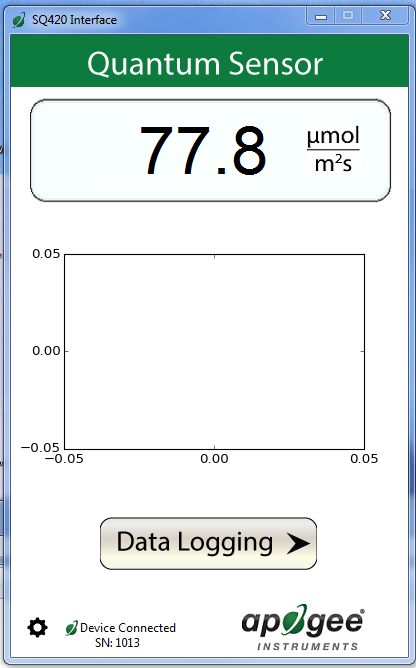 SQ420 Interface
Quantum Sensor
77.8 µmol
m²s
0.05
0.00
−0.05
−0.05 0.00 0.05
Data Logging
Device Connected
SN: 1013
apogee®
INSTRUMENTS